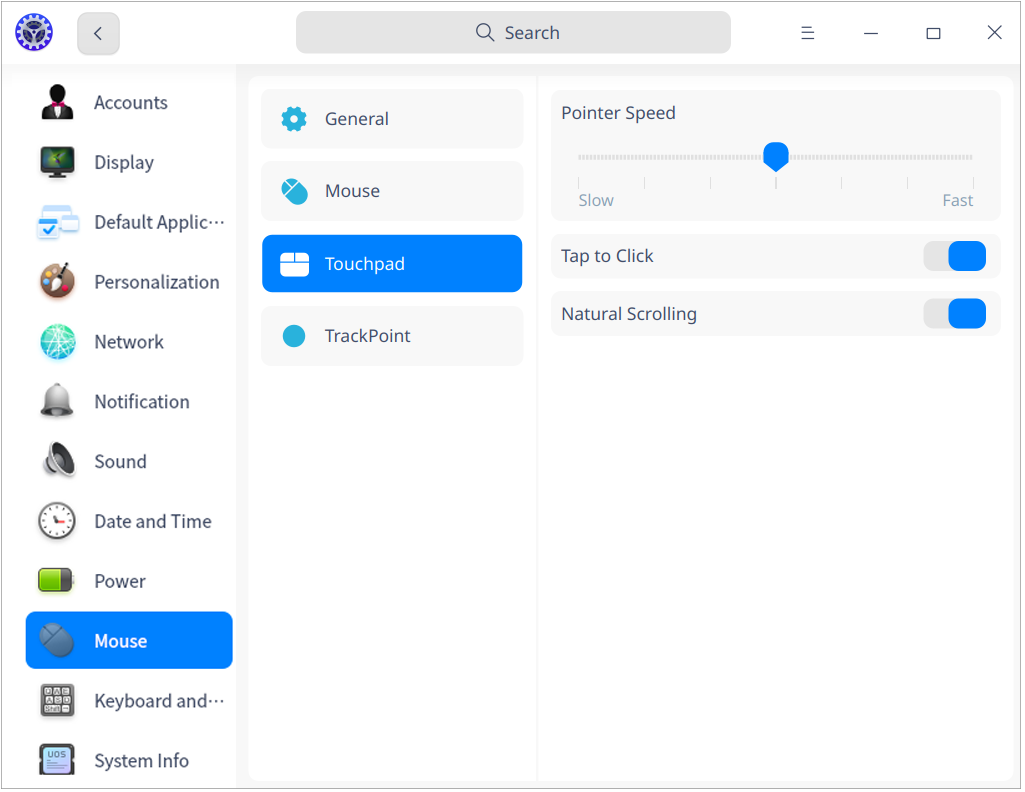 Search
Accounts
Display
Default Applic···
Personalization
Network
Notification
Sound
Date and Time
Power
Mouse
Keyboard and···
System Info
General
Mouse
Touchpad
TrackPoint
Pointer Speed
Slow Fast
Tap to Click
Natural Scrolling
UOS